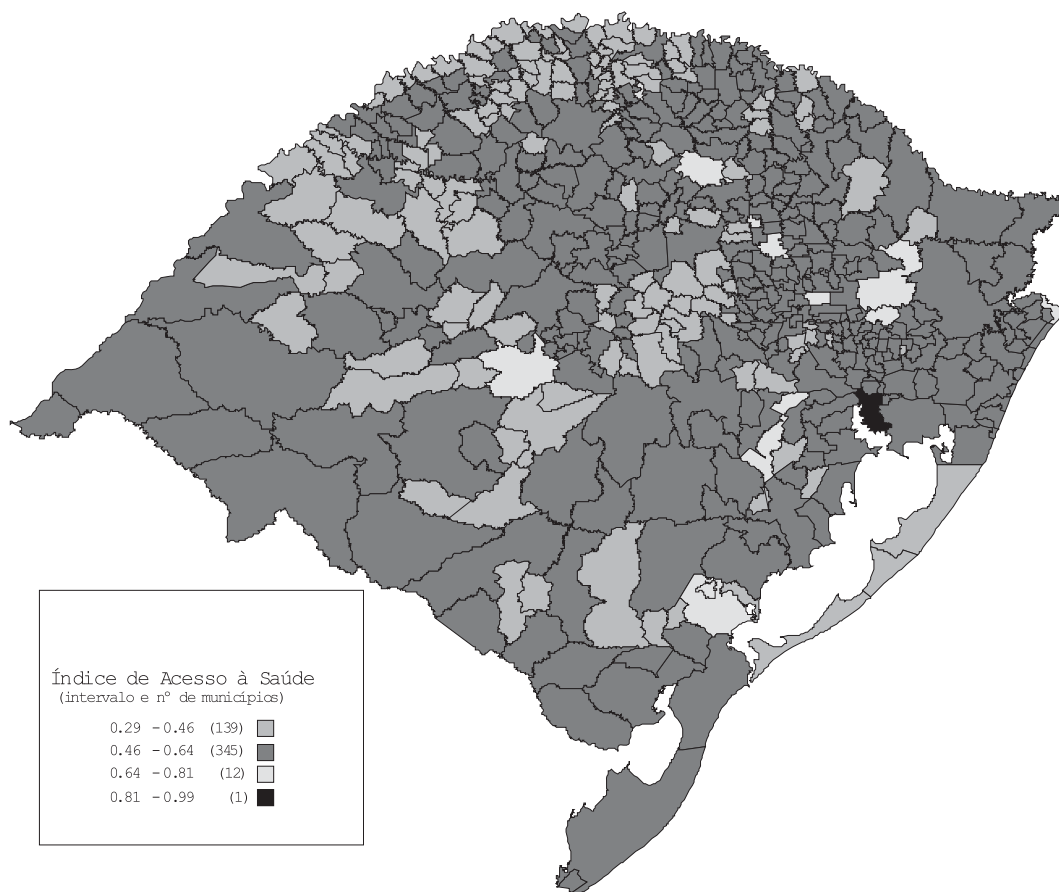 Índice de Acesso à Saúde
(intervalo e nº de municípios)
0.29 - 0.46 (139)
0.46 - 0.64 (345)
0.64 - 0.81 (12)
0.81 - 0.99 (1)